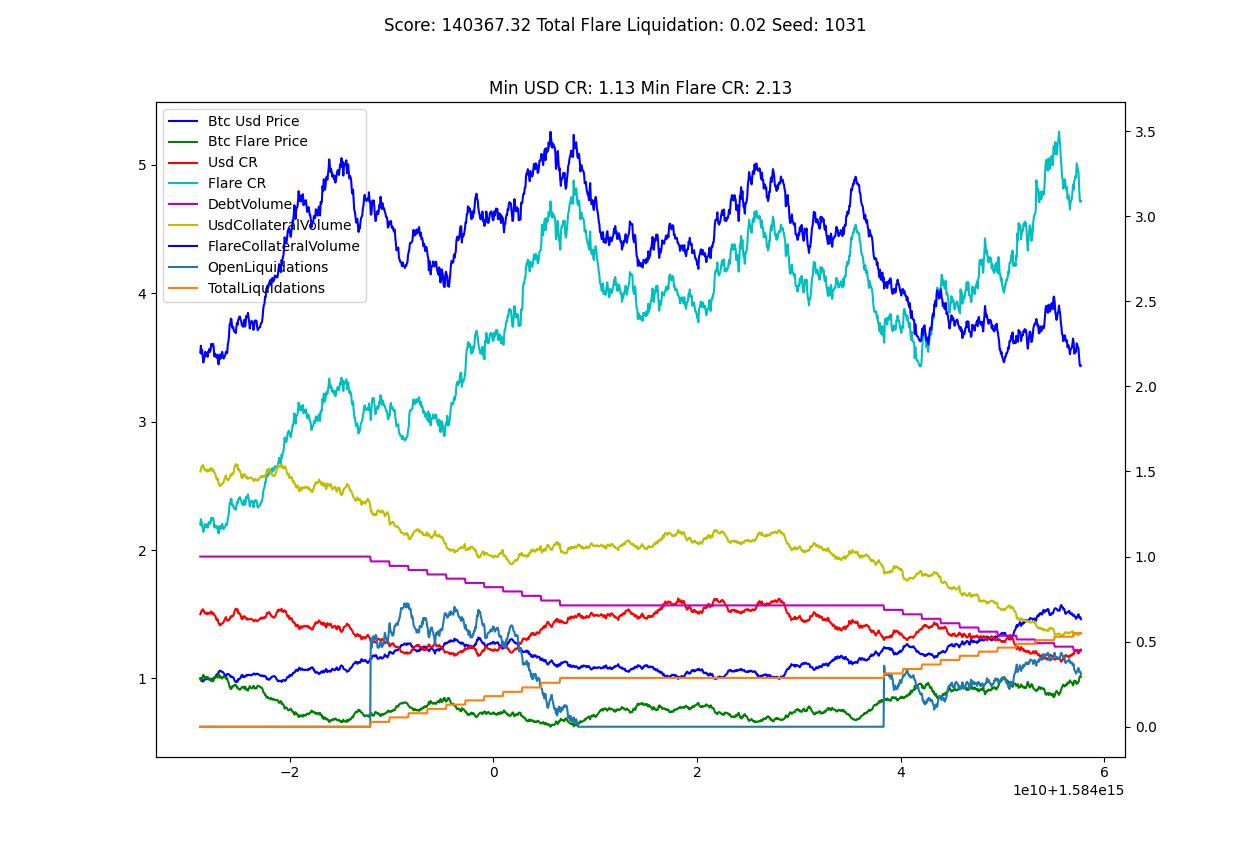 Score: 140367.32 Total Flare Liquidation: 0.02 Seed: 1031
Min USD CR: 1.13 Min Flare CR: 2.13
Btc Usd Price
Btc Flare Price
Usd CR
Flare CR
DebtVolume
UsdCollateralVolume
FlareCollateralVolume
OpenLiquidations
TotalLiquidations
5
4
3
2
1
3.5
3.0
2.5
2.0
1.5
1.0
0.5
0.0
−2
0
2
4
6
1e10+1.584e15